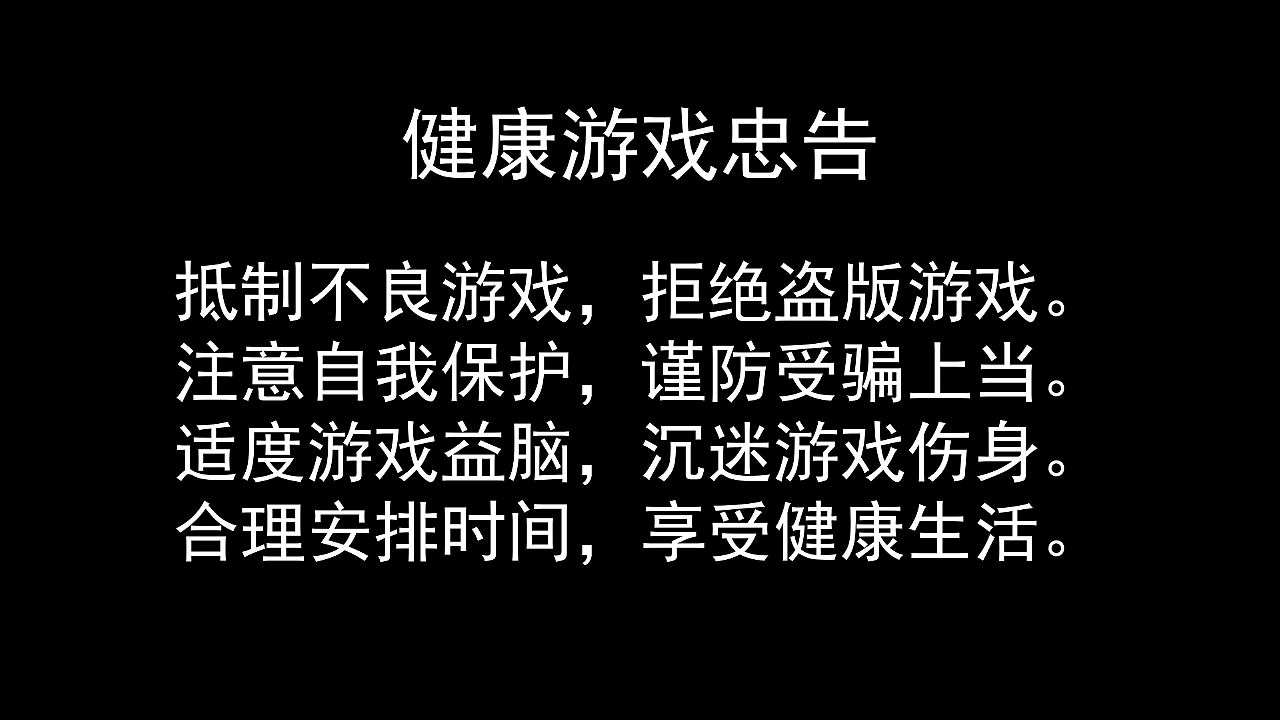 健康游戏忠告
抵制不良游戏，拒绝盗版游戏。
注意自我保护，谨防受骗上当。
适度游戏益脑，沉迷游戏伤身。
合理安排时间，享受健康生活。